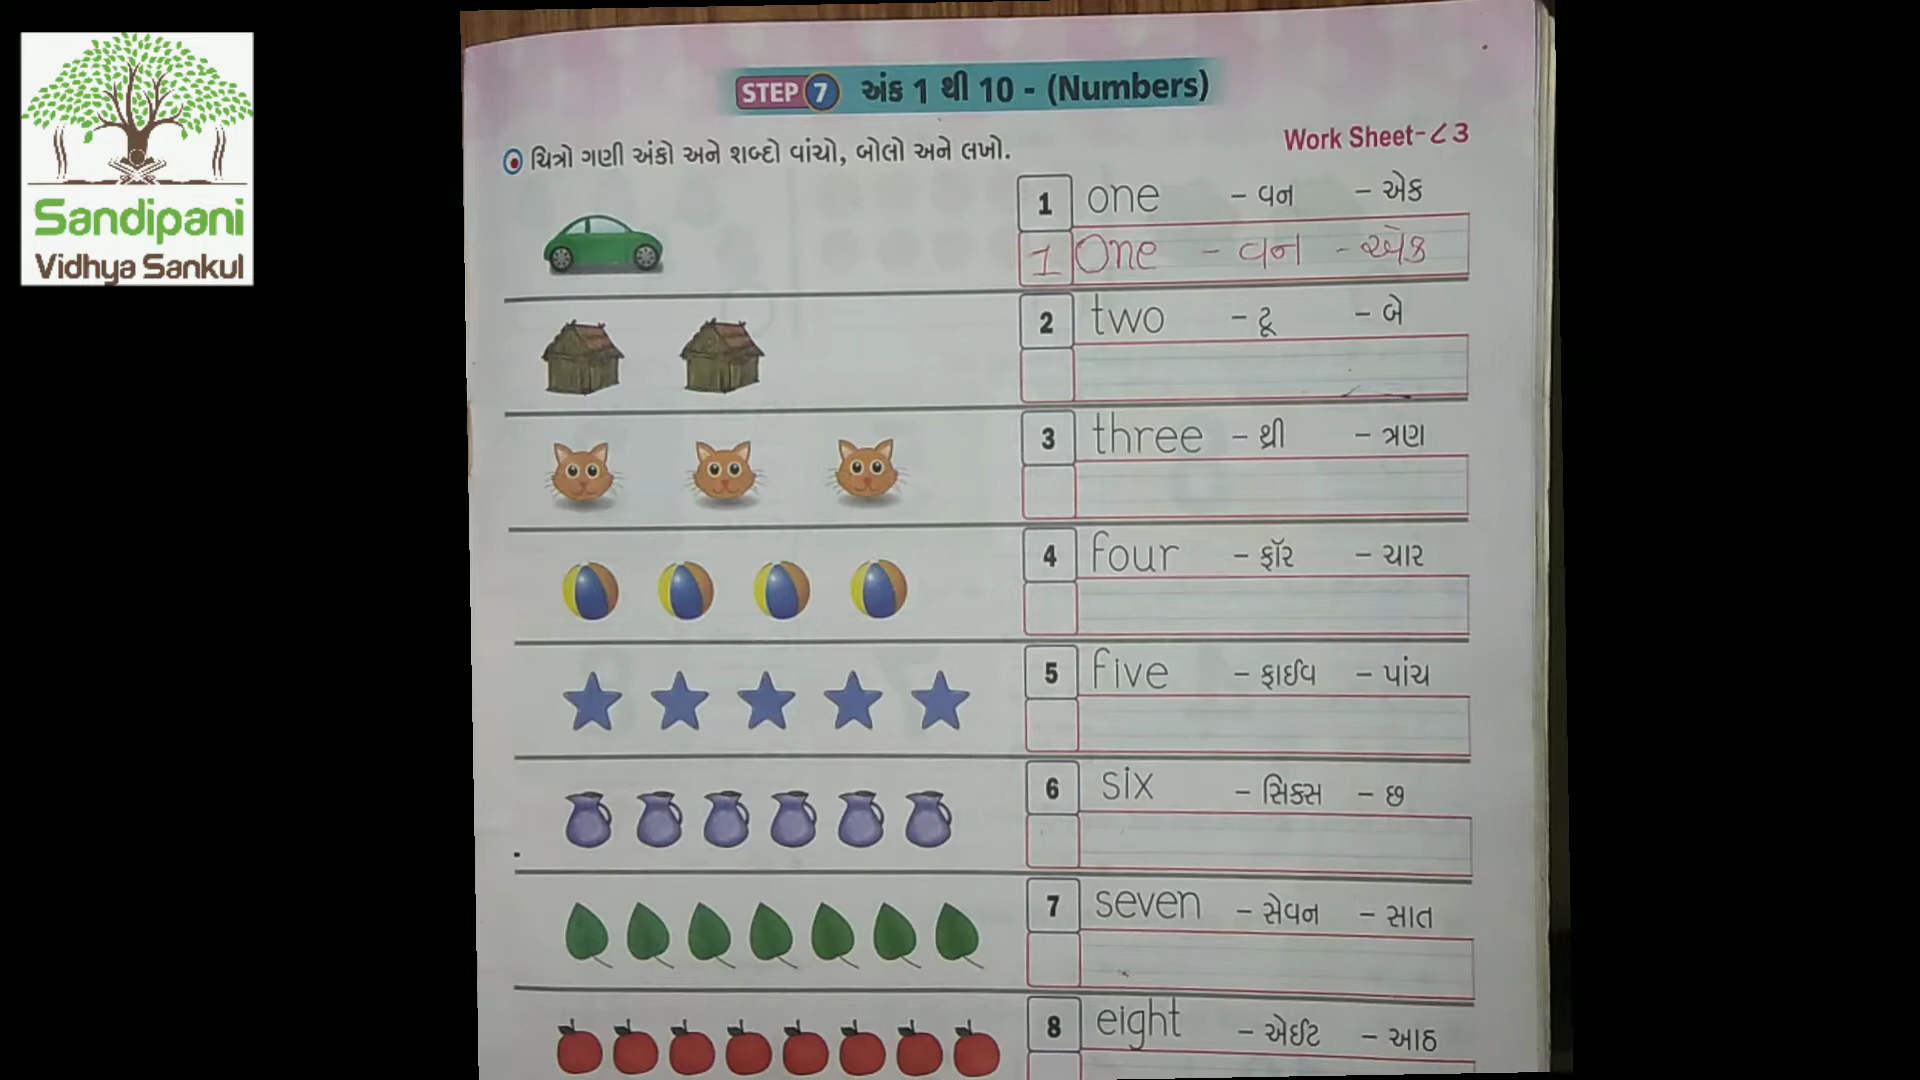 Sandipani
Vidhya Sankul
STEP 7 અંક 1 થી 10 - (Numbers)
Work Sheet-૮૩
ચિત્રો ગણી અંકો અને શબ્દો વાંચો, બોલો અને લખો.
1 one - વન - એક
1 One - વન - એક
2 two - ટૂ - બે
3 three - થ્રી - ત્રણ
4 four - ફૉર - ચાર
5 five - ફાઈવ - પાંચ
6 six - સિક્સ - છ
7 seven - સેવન - સાત
8 eight - એઈટ - આઠ